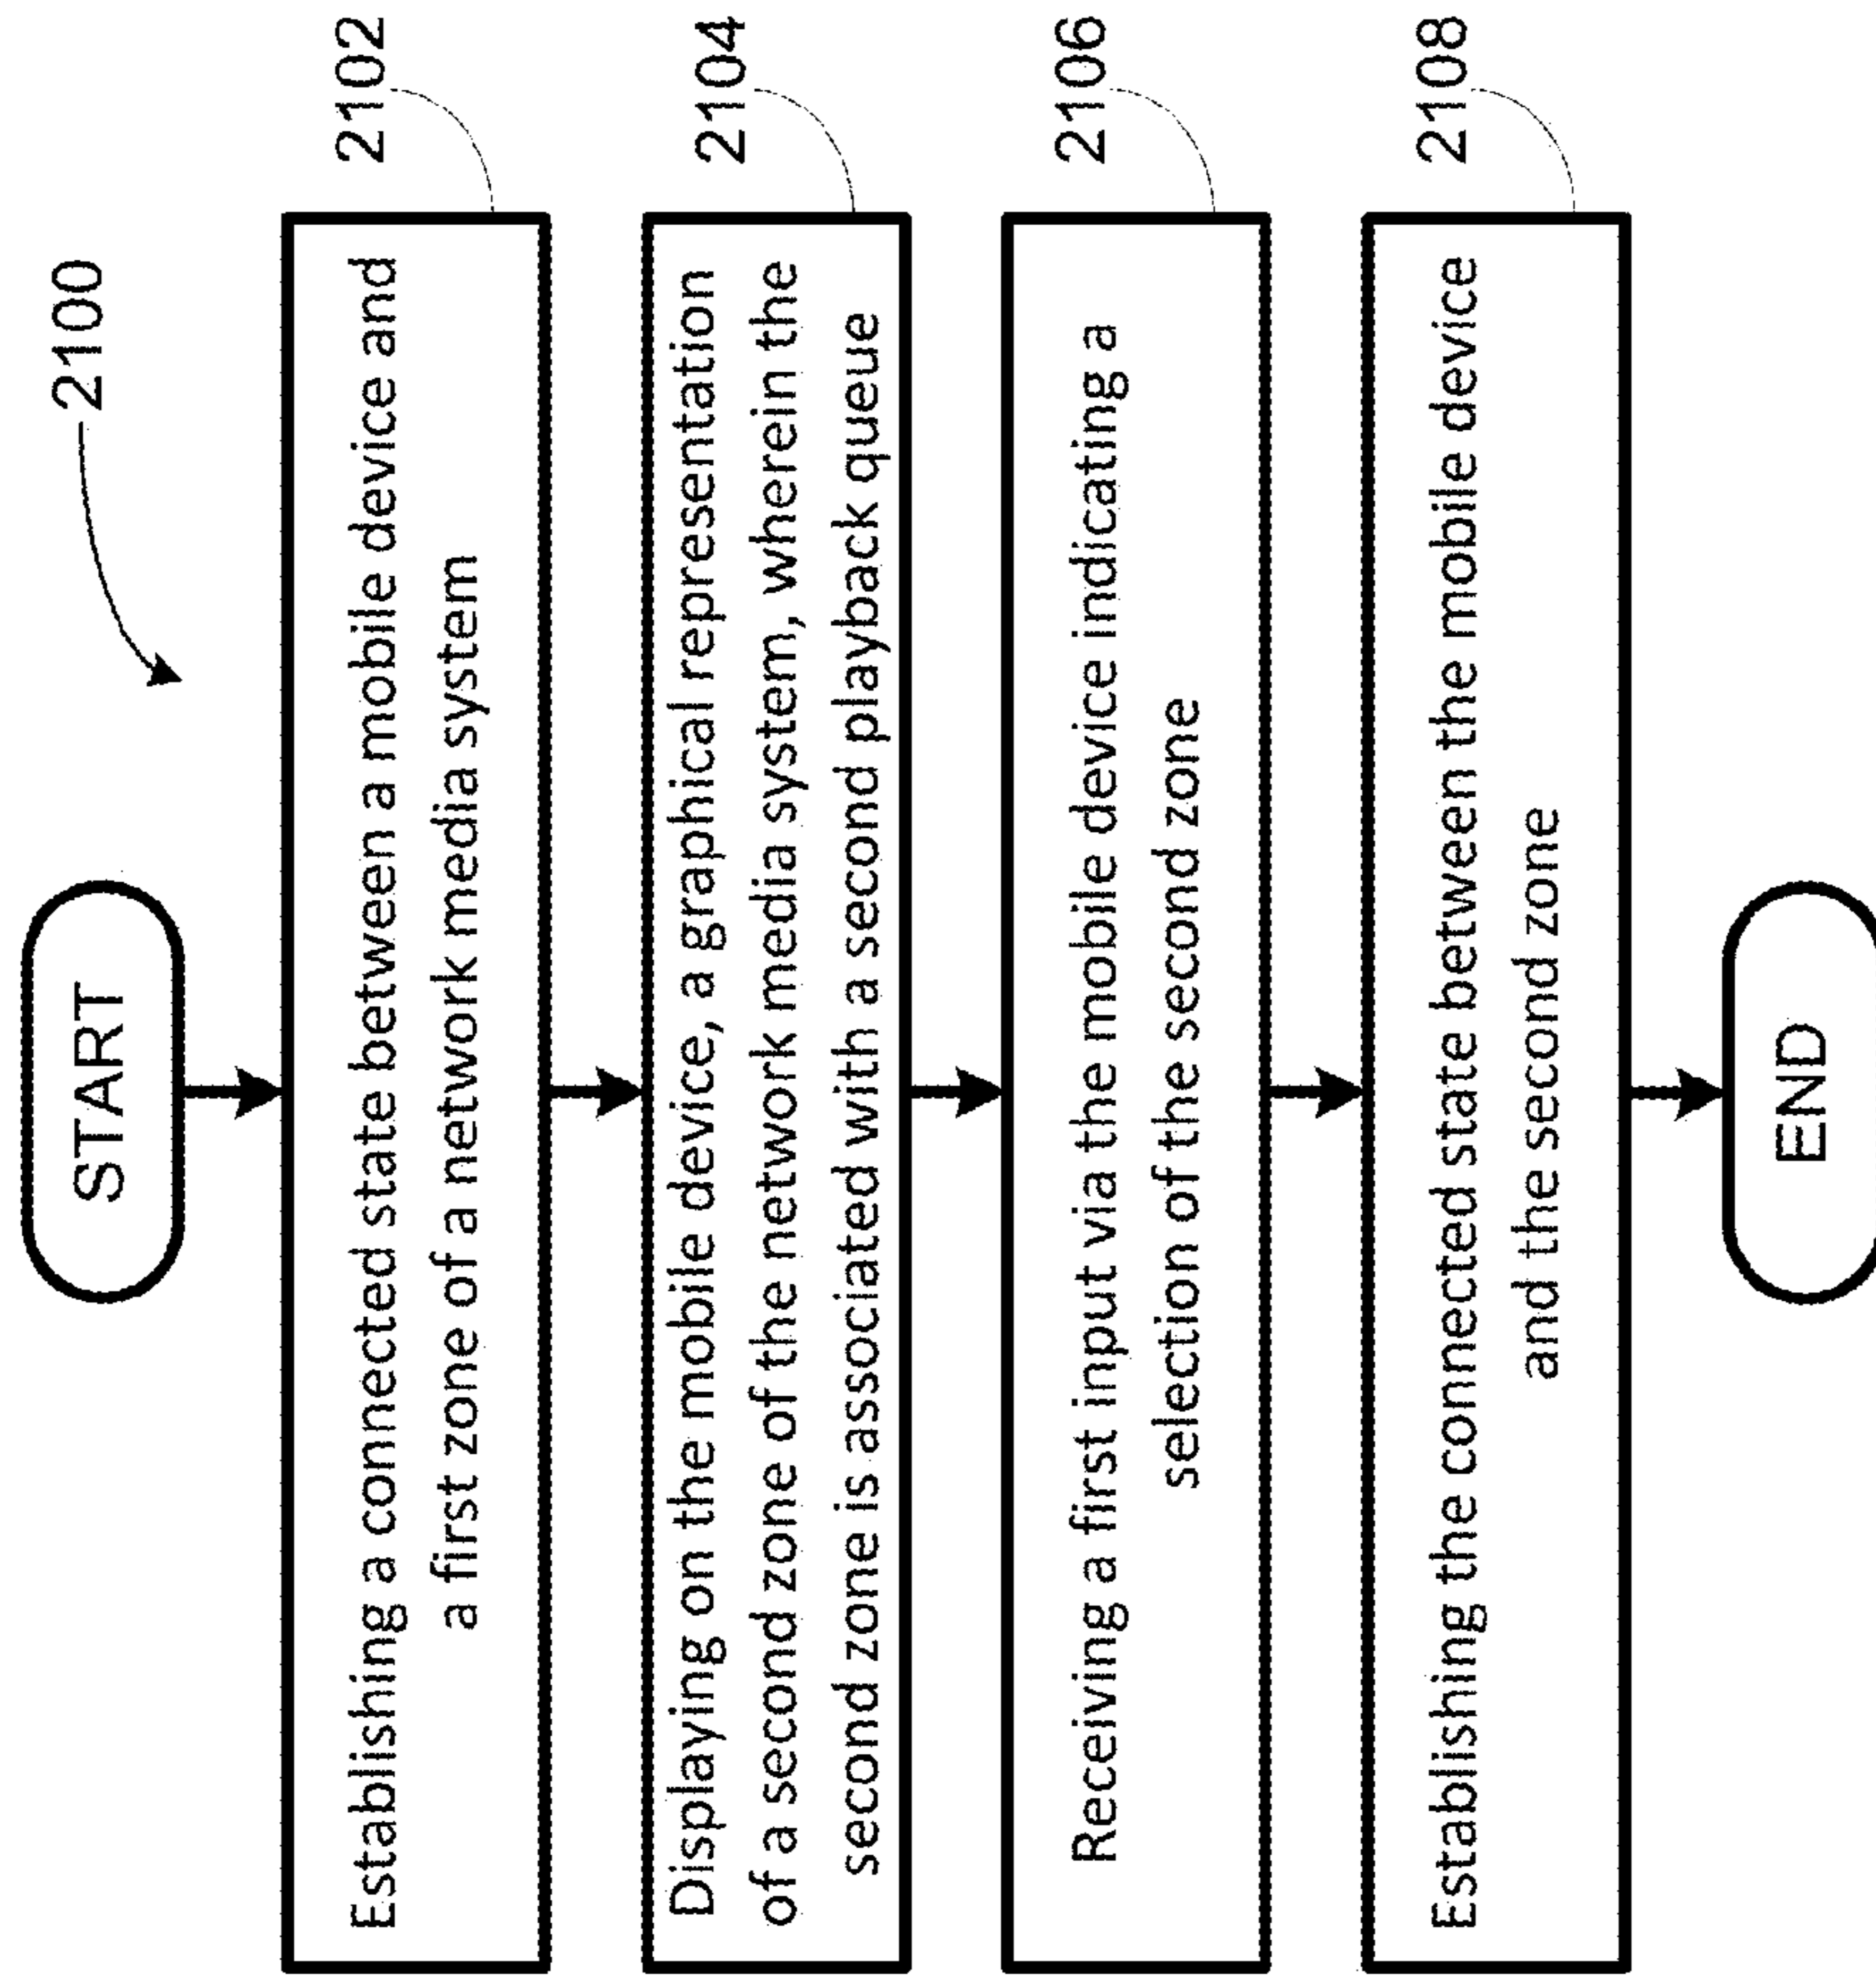 2100
START
Establishing a connected state between a mobile device and
a first zone of a network media system
2102
Displaying on the mobile device, a graphical representation
of a second zone of the network media system, wherein the
second zone is associated with a second playback queue
2104
Receiving a first input via the mobile device indicating a
selection of the second zone
2106
Establishing the connected state between the mobile device
and the second zone
2108
END